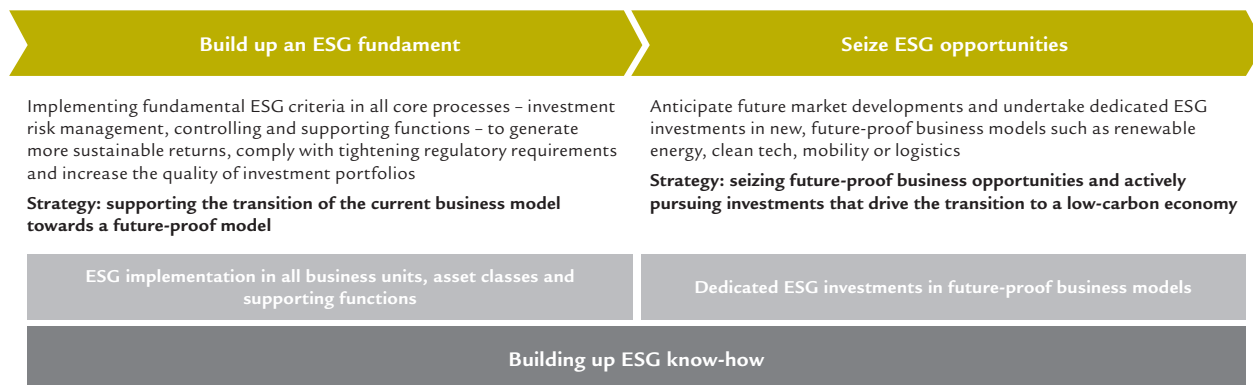 Build up an ESG fundament
Seize ESG opportunities
Implementing fundamental ESG criteria in all core processes – investment
risk management, controlling and supporting functions – to generate
more sustainable returns, comply with tightening regulatory requirements
and increase the quality of investment portfolios
Strategy: supporting the transition of the current business model
towards a future-proof model
Anticipate future market developments and undertake dedicated ESG
investments in new, future-proof business models such as renewable
energy, clean tech, mobility or logistics
Strategy: seizing future-proof business opportunities and actively
pursuing investments that drive the transition to a low-carbon economy
ESG implementation in all business units, asset classes and
supporting functions
Dedicated ESG investments in future-proof business models
Building up ESG know-how